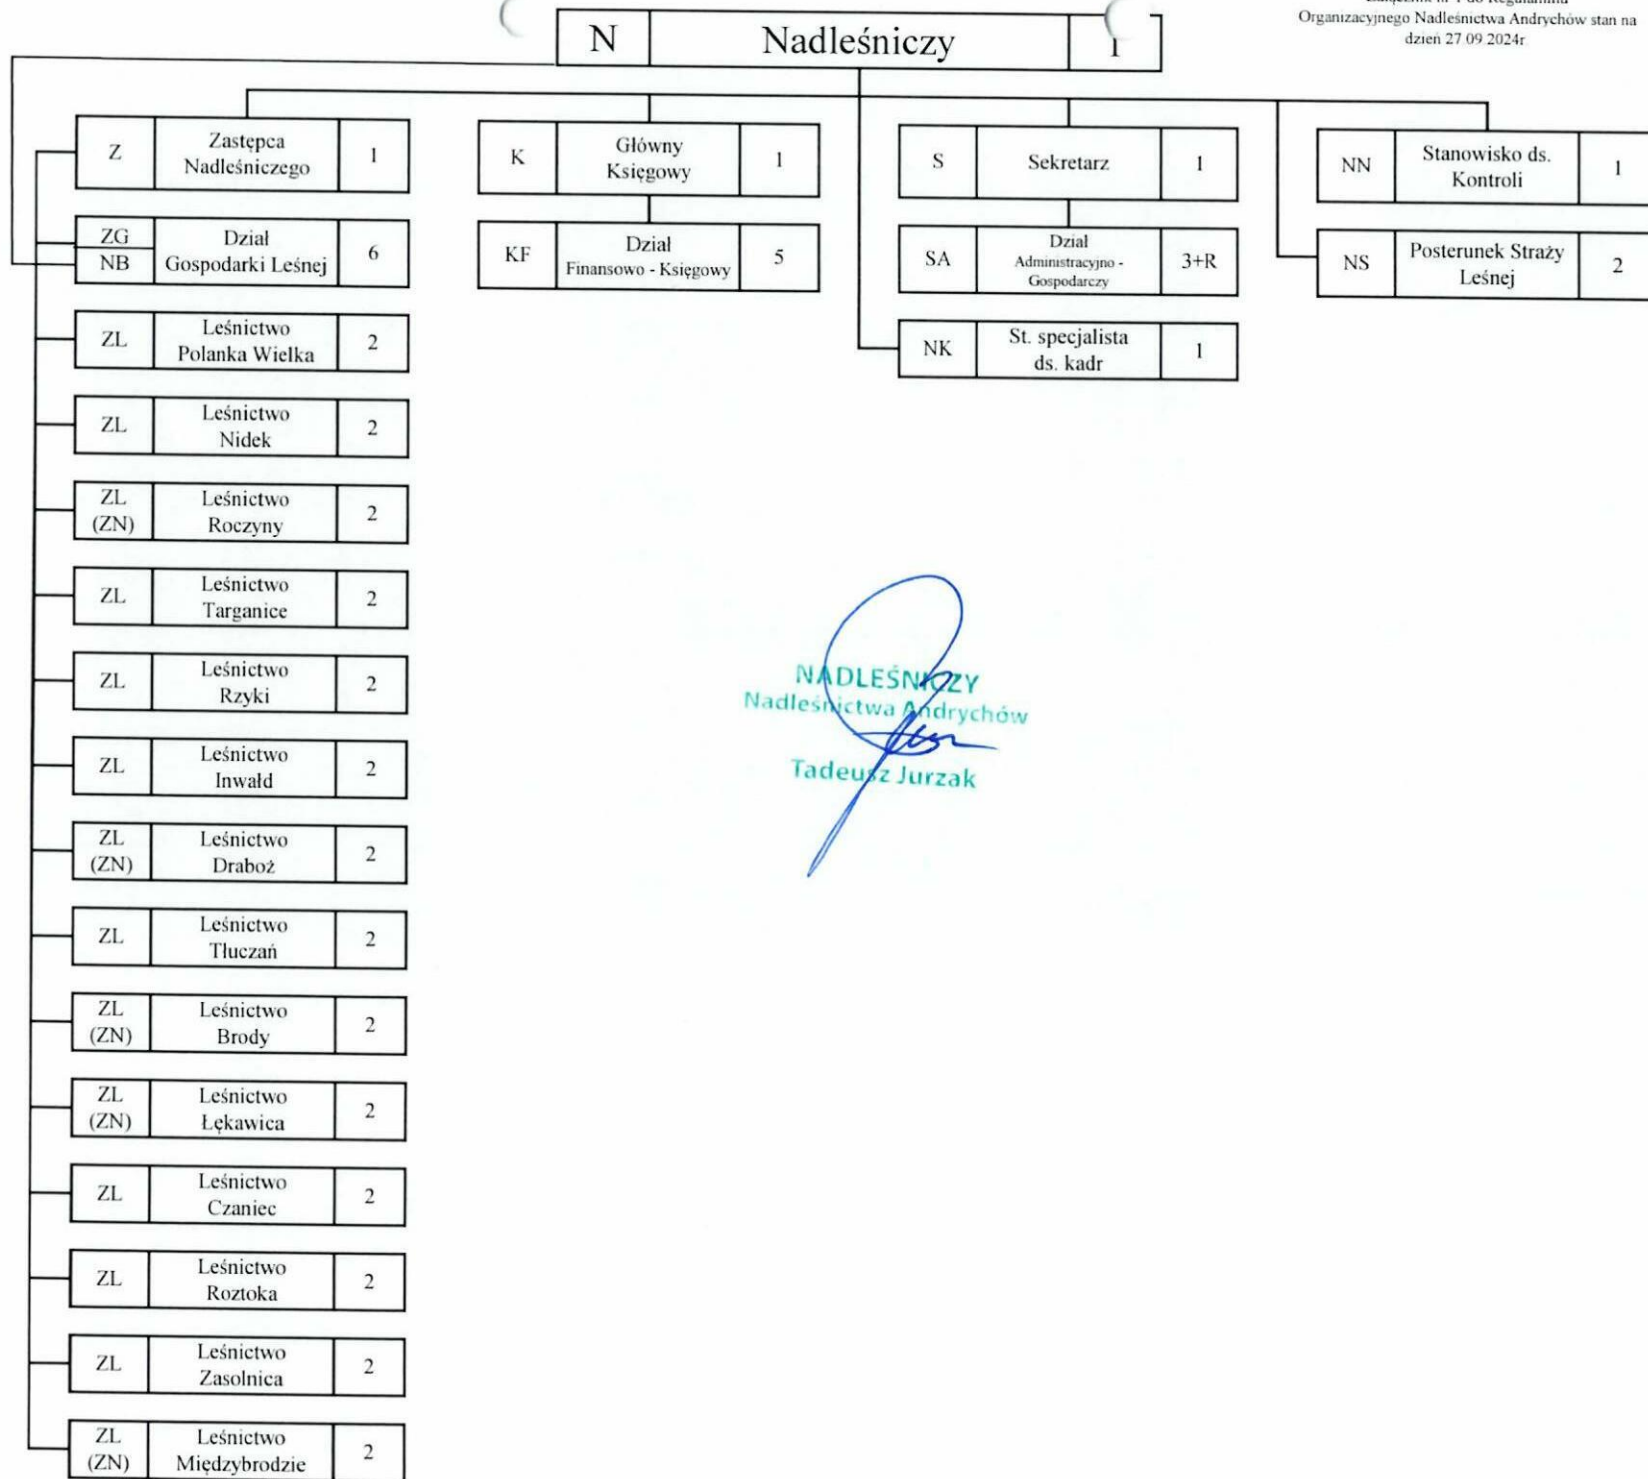 Organizacyjnego Nadleśnictwa Andrychów stan na
dzień 27.09.2024r
N Nadleśniczy 1
Z Zastępca Nadleśniczego 1
K Główny Księgowy 1
S Sekretarz 1
NN Stanowisko ds. Kontroli 1
ZG NB Dział Gospodarki Leśnej 6
KF Dział Finansowo - Księgowy 5
SA Dział Administracyjno - Gospodarczy 3+R
NS Posterunek Straży Leśnej 2
NK St. specjalista ds. kadr 1
ZL Leśnictwo Polanka Wielka 2
ZL Leśnictwo Nidek 2
ZL (ZN) Leśnictwo Roczyny 2
ZL Leśnictwo Targanice 2
ZL Leśnictwo Rzyki 2
ZL Leśnictwo Inwałd 2
ZL (ZN) Leśnictwo Draboż 2
ZL Leśnictwo Tłuczań 2
ZL (ZN) Leśnictwo Brody 2
ZL (ZN) Leśnictwo Łękawica 2
ZL Leśnictwo Czaniec 2
ZL Leśnictwo Roztoka 2
ZL Leśnictwo Zasolnica 2
ZL (ZN) Leśnictwo Międzybrodzie 2
NADLEŚNICZY
Nadleśnictwa Andrychów
Tadeusz Jurzak